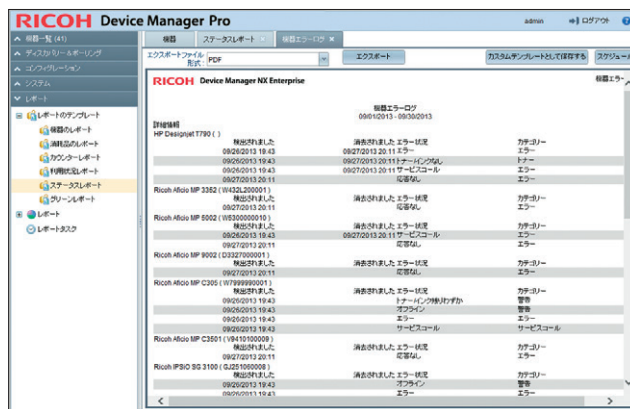 RICOH Device Manager Pro
admin ログアウト
機器一覧 (41)
ディスカバリー&ポーリング
コンフィグレーション
システム
レポート
レポートのテンプレート
機器のレポート
消耗品のレポート
カウンターレポート
利用状況レポート
ステータスレポート
グリーンレポート
レポート
レポートタスク
機器 ステータスレポート 機器エラーログ
エクスポートファイル形式: PDF エクスポート カスタムテンプレートとして保存する スケジュール
RICOH Device Manager NX Enterprise 機器エラー
機器エラーログ
09/01/2013 - 09/30/2013
詳細情報
HP Designjet T790 ( )
検出されました 消去されました エラー状況 カテゴリー
09/26/2013 19:43 09/27/2013 20:11 エラー エラー
09/26/2013 19:43 09/27/2013 20:11 トナー/インクなし トナー
09/26/2013 19:43 09/27/2013 20:11 サービスコール エラー
09/27/2013 20:11 応答なし エラー
Ricoh Aficio MP 3352 ( W432L200001 )
検出されました 消去されました エラー状況 カテゴリー
09/27/2013 20:11 応答なし エラー
Ricoh Aficio MP 5002 ( W5300000010 )
検出されました 消去されました エラー状況 カテゴリー
09/26/2013 19:43 09/27/2013 20:11 サービスコール エラー
09/27/2013 20:11 応答なし エラー
Ricoh Aficio MP 9002 ( D3327000001 )
検出されました 消去されました エラー状況 カテゴリー
09/27/2013 20:11 応答なし エラー
Ricoh Aficio MP C305 ( W7999990001 )
検出されました 消去されました エラー状況 カテゴリー
09/26/2013 19:43 トナー/インク残りわずか 警告
09/26/2013 19:43 オフライン 警告
09/26/2013 19:43 エラー エラー
09/26/2013 19:43 サービスコール サービスコール
Ricoh Aficio MP C3501 ( V9410100009 )
検出されました 消去されました エラー状況 カテゴリー
09/27/2013 20:11 応答なし エラー
Ricoh IPSiO SG 3100 ( GJ251060008 )
検出されました 消去されました エラー状況 カテゴリー
09/26/2013 19:43 オフライン 警告
09/26/2013 19:43 エラー エラー